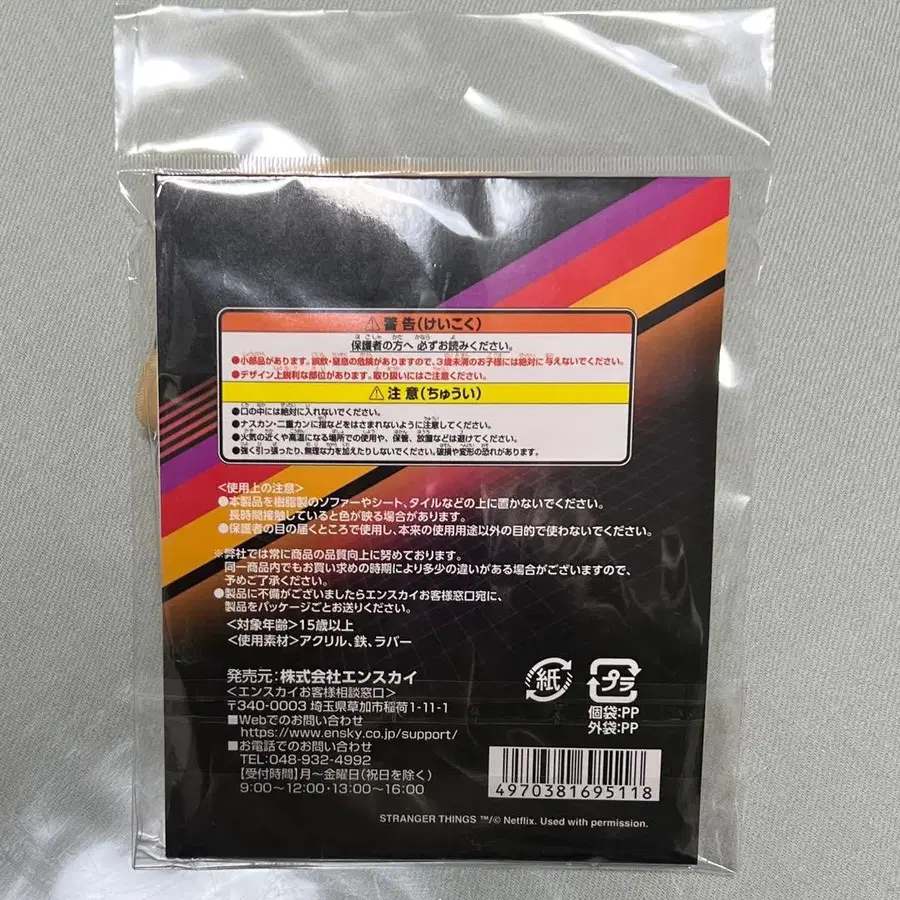 ⚠警告(けいこく)
保護者の方へ 必ずお読みください。
●小部品があります。誤飲・窒息の危険がありますので、3歳未満のお子様には絶対に与えないでください。
●デザイン上鋭利な部位があります。取り扱いにはご注意ください。
⚠注意(ちゅうい)
●口の中には絶対に入れないでください。
●ナスカン・二重カンに指などをはさまれないように注意してください。
●火気の近くや高温になる場所での使用や、保管、放置などは避けてください。
●強く引っ張ったり、無理な力を加えたりしないでください。破損や変形の恐れがあります。
<使用上の注意>
●本製品を樹脂製のソファーやシート、タイルなどの上に置かないでください。
長時間接触していると色が映る場合があります。
●保護者の目の届くところで使用し、本来の使用用途以外の目的で使わないでください。
※弊社では常に商品の品質向上に努めております。
同一商品内でもお買い求めの時期により多少の違いがある場合がございますので、
予めご了承ください。
●製品に不備がございましたらエンスカイお客様窓口宛に、
製品をパッケージごとお送りください。
<対象年齢>15歳以上
<使用素材>アクリル、鉄、ラバー
発売元:株式会社エンスカイ
<エンスカイお客様相談窓口>
〒340-0003 埼玉県草加市稲荷1-11-1
■Webでのお問い合わせ
https://www.ensky.co.jp/support/
■お電話でのお問い合わせ
TEL:048-932-4992
【受付時間】月~金曜日(祝日を除く)
9:00~12:00・13:00~16:00
紙
プラ
個袋:PP
外袋:PP
4970381695118
STRANGER THINGS ™/© Netflix. Used with permission.